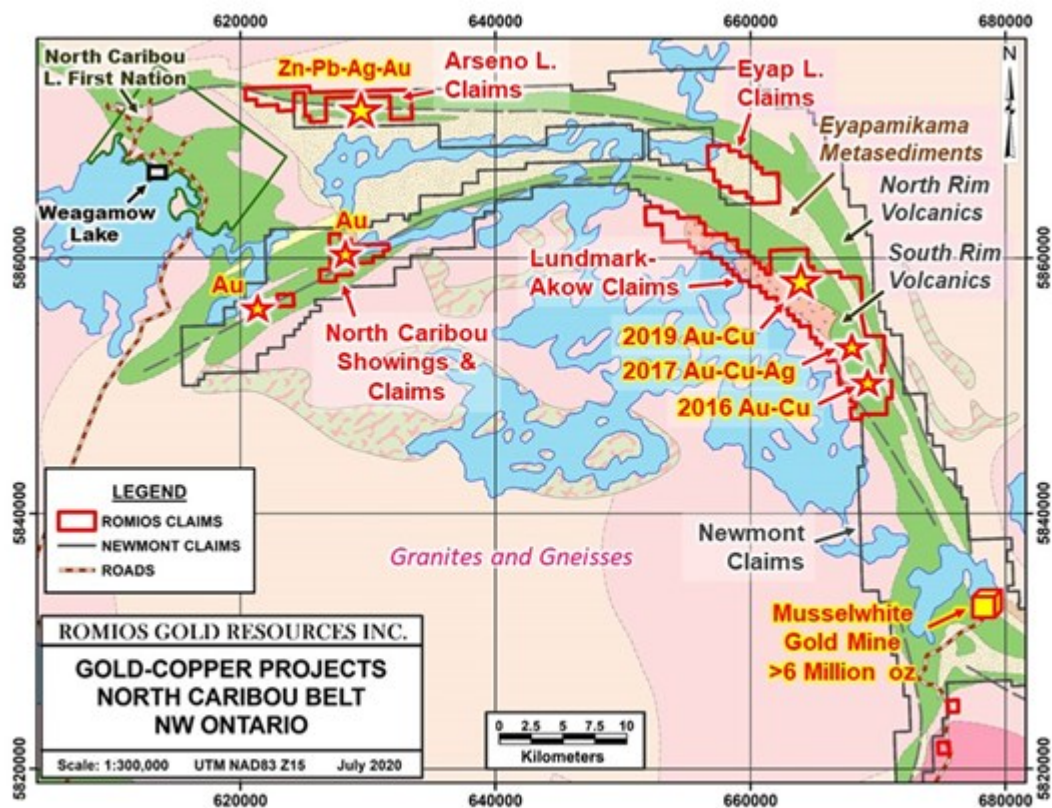 620000
640000
660000
680000
North Caribou
L. First Nation
Zn-Pb-Ag-Au
Arseno L.
Claims
Eyap L.
Claims
N
Eyapamikama
Metasediments
North Rim
Volcanics
South Rim
Volcanics
Weagamow
Lake
Au
Au
5860000
5860000
Lundmark-
Akow Claims
North Caribou
Showings &
Claims
2019 Au-Cu
2017 Au-Cu-Ag
2016 Au-Cu
LEGEND
ROMIOS CLAIMS
NEWMONT CLAIMS
ROADS
5840000
5840000
Granites and Gneisses
Newmont
Claims
Musselwhite
Gold Mine
>6 Million oz
ROMIOS GOLD RESOURCES INC.
GOLD-COPPER PROJECTS
NORTH CARIBOU BELT
NW ONTARIO
Scale: 1:300,000 UTM NAD83 Z15 July 2020
0 2.5 5 7.5 10
Kilometers
5820000
5820000
620000
640000
660000
680000